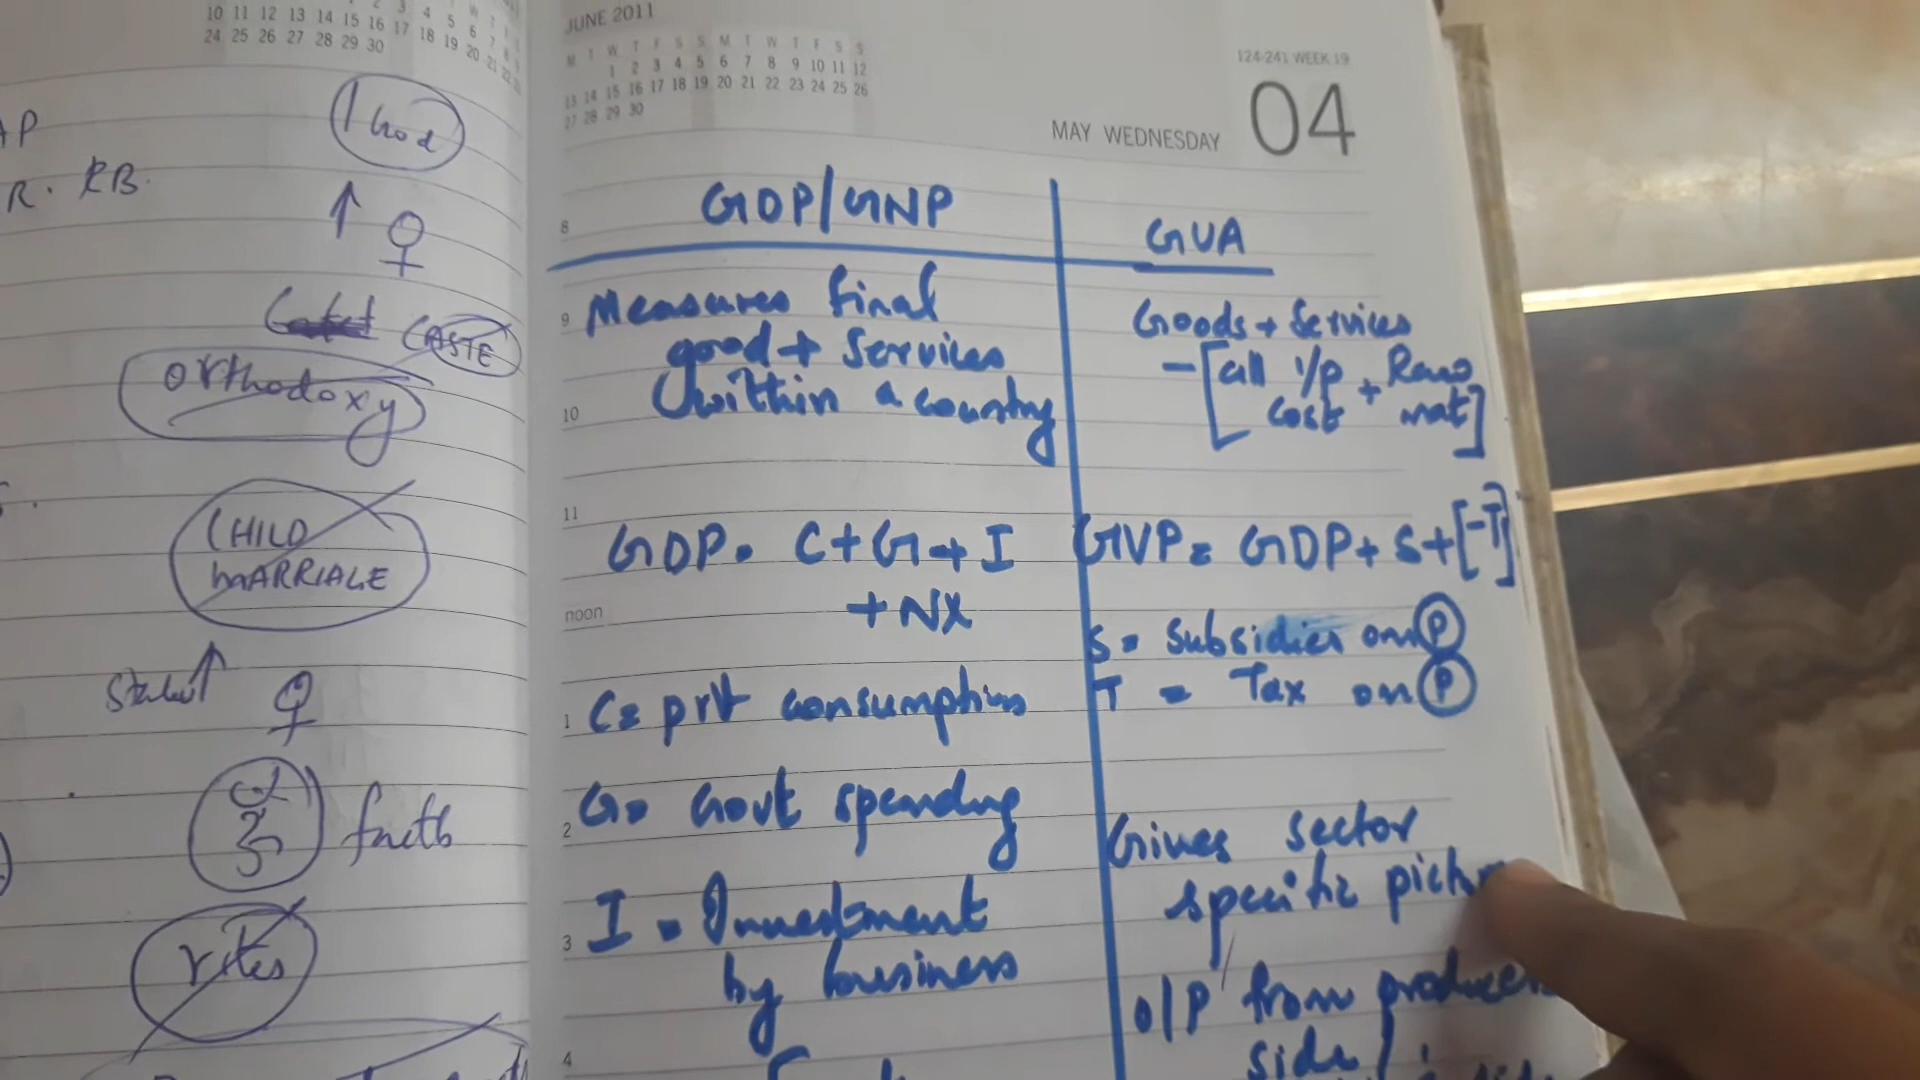 10 11 12 13 14 15 16 17 18 19 20 21 22
24 25 26 27 28 29 30
AP
R. RB.
1 God
↑ ♀
CASTE
orthodoxy
CHILD
MARRIAGE
♀
faith
rites
JUNE 2011
M T W T F S S M T W T F S S
1 2 3 4 5 6 7 8 9 10 11 12
13 14 15 16 17 18 19 20 21 22 23 24 25 26
27 28 29 30
124-241 WEEK 19
MAY WEDNESDAY 04
GDP/GNP
8
9 Measures final
good + Services
10 within a country
11
GDP = C+G+I
noon +NX
1 C = prt consumption
2 G = Govt spending
I = Investment
3 by business
4
GVA
Goods + Services
- [all i/p cost + Raw mat]
GVP = GDP + S + [-T]
S = Subsidies on P
T = Tax on P
Gives sector
specific
O/P from
side